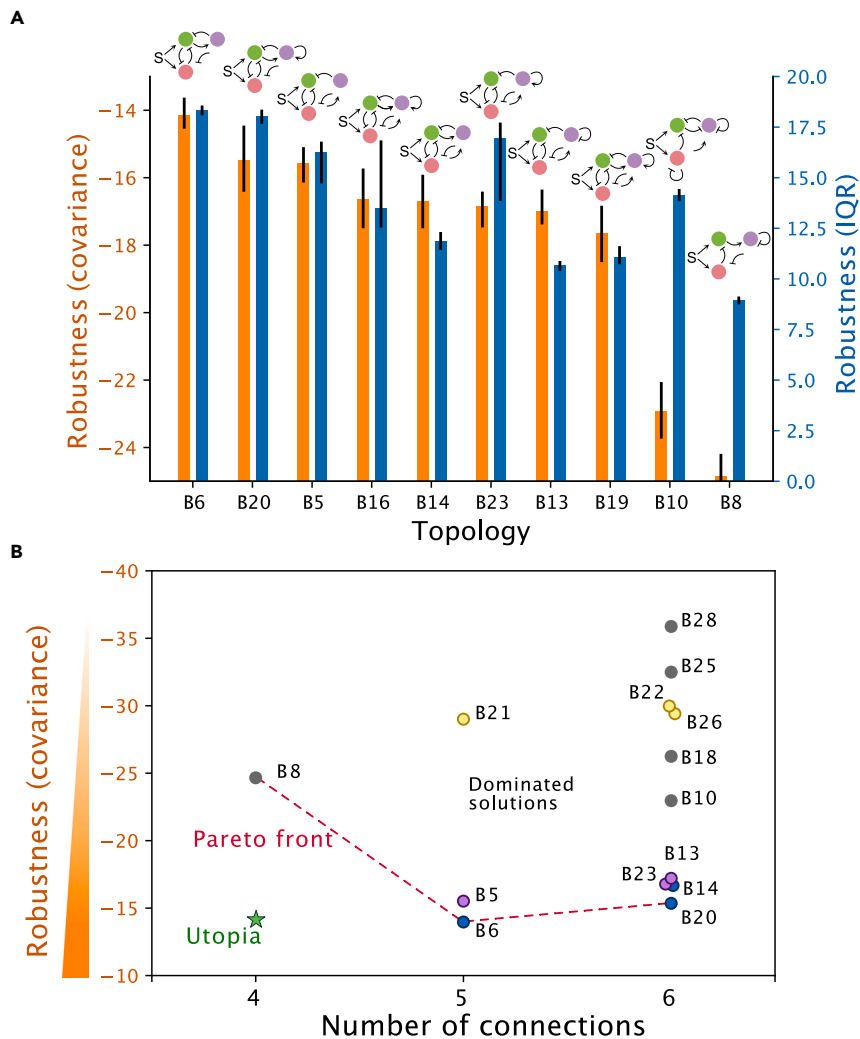 A
S
S
S
S
S
S
S
S
S
S
Robustness (covariance)
−14
−16
−18
−20
−22
−24
20.0
17.5
15.0
12.5
10.0
7.5
5.0
2.5
0.0
Robustness (IQR)
B6 B20 B5 B16 B14 B23 B13 B19 B10 B8
Topology
B
Robustness (covariance)
−40
−35
−30
−25
−20
−15
−10
B28
B25
B22
B21
B26
B18
B8
Dominated
solutions
B10
Pareto front
B13
B23
B5
B14
B6
B20
Utopia
4 5 6
Number of connections